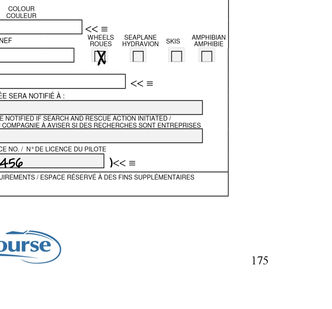 COLOUR
COULEUR
<< ≡
NEF
WHEELS SEAPLANE SKIS AMPHIBIAN
ROUES HYDRAVION AMPHIBIE
X
<< ≡
ÉE SERA NOTIFIÉ À :
E NOTIFIED IF SEARCH AND RESCUE ACTION INITIATED /
COMPAGNIE À AVISER SI DES RECHERCHES SONT ENTREPRISES
CE NO. / N° DE LICENCE DU PILOTE
456 )<< ≡
UIREMENTS / ESPACE RÉSERVÉ À DES FINS SUPPLÉMENTAIRES
ourse
175